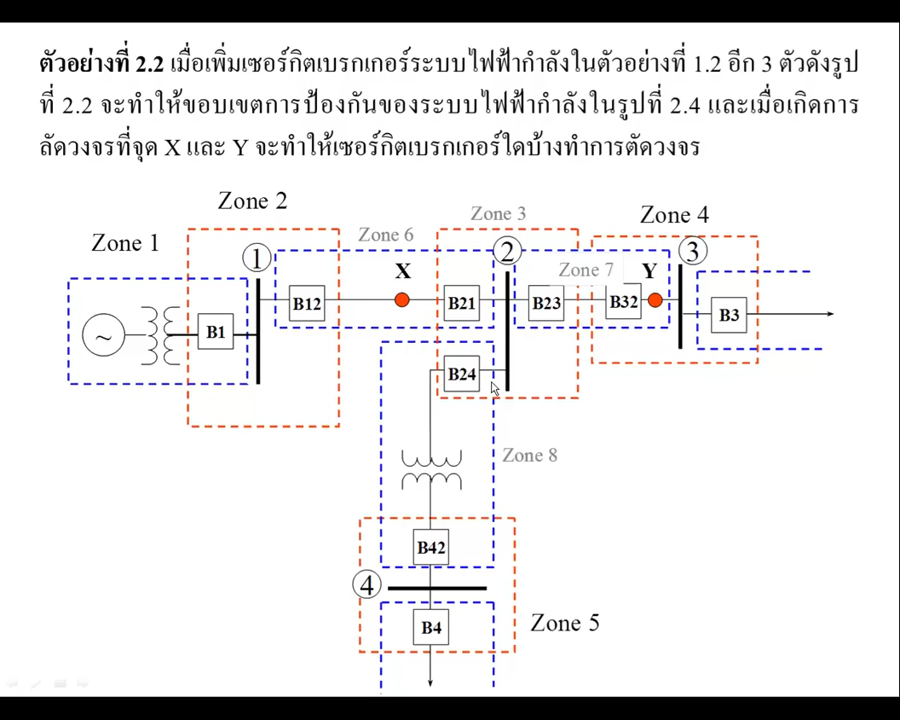 ตัวอย่างที่ 2.2 เมื่อเพิ่มเซอร์กิตเบรกเกอร์ระบบไฟฟ้ากำลังในตัวอย่างที่ 1.2 อีก 3 ตัวดังรูป
ที่ 2.2 จะทำให้ขอบเขตการป้องกันของระบบไฟฟ้ากำลังในรูปที่ 2.4 และเมื่อเกิดการ
ลัดวงจรที่จุด X และ Y จะทำให้เซอร์กิตเบรกเกอร์ใดบ้างทำการตัดวงจร
Zone 2
Zone 3
Zone 4
Zone 1
Zone 6
1
2
3
X
Zone 7
Y
B12
B21
B23
B32
B3
~
B1
B24
Zone 8
B42
4
B4
Zone 5